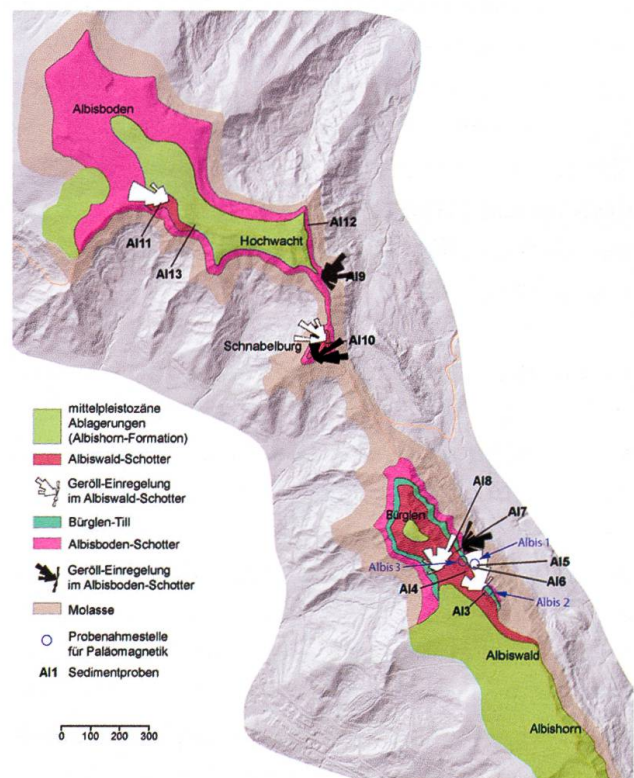 Albisboden
Al12
Al11
Hochwacht
Al13
Al9
Schnabelburg
Al10
mittelpleistozäne
Ablagerungen
(Albishorn-Formation)
Albiswald-Schotter
Geröll-Einregelung
im Albiswald-Schotter
Bürglen-Till
Albisboden-Schotter
Geröll-Einregelung
im Albisboden-Schotter
Molasse
Probenahmestelle
für Paläomagnetik
Al1 Sedimentproben
0 100 200 300
Al8
Al7
Bürglen
Albis 1
Albis 3
Al5
Al6
Al4
Al3
Albis 2
Albiswald
Albishorn